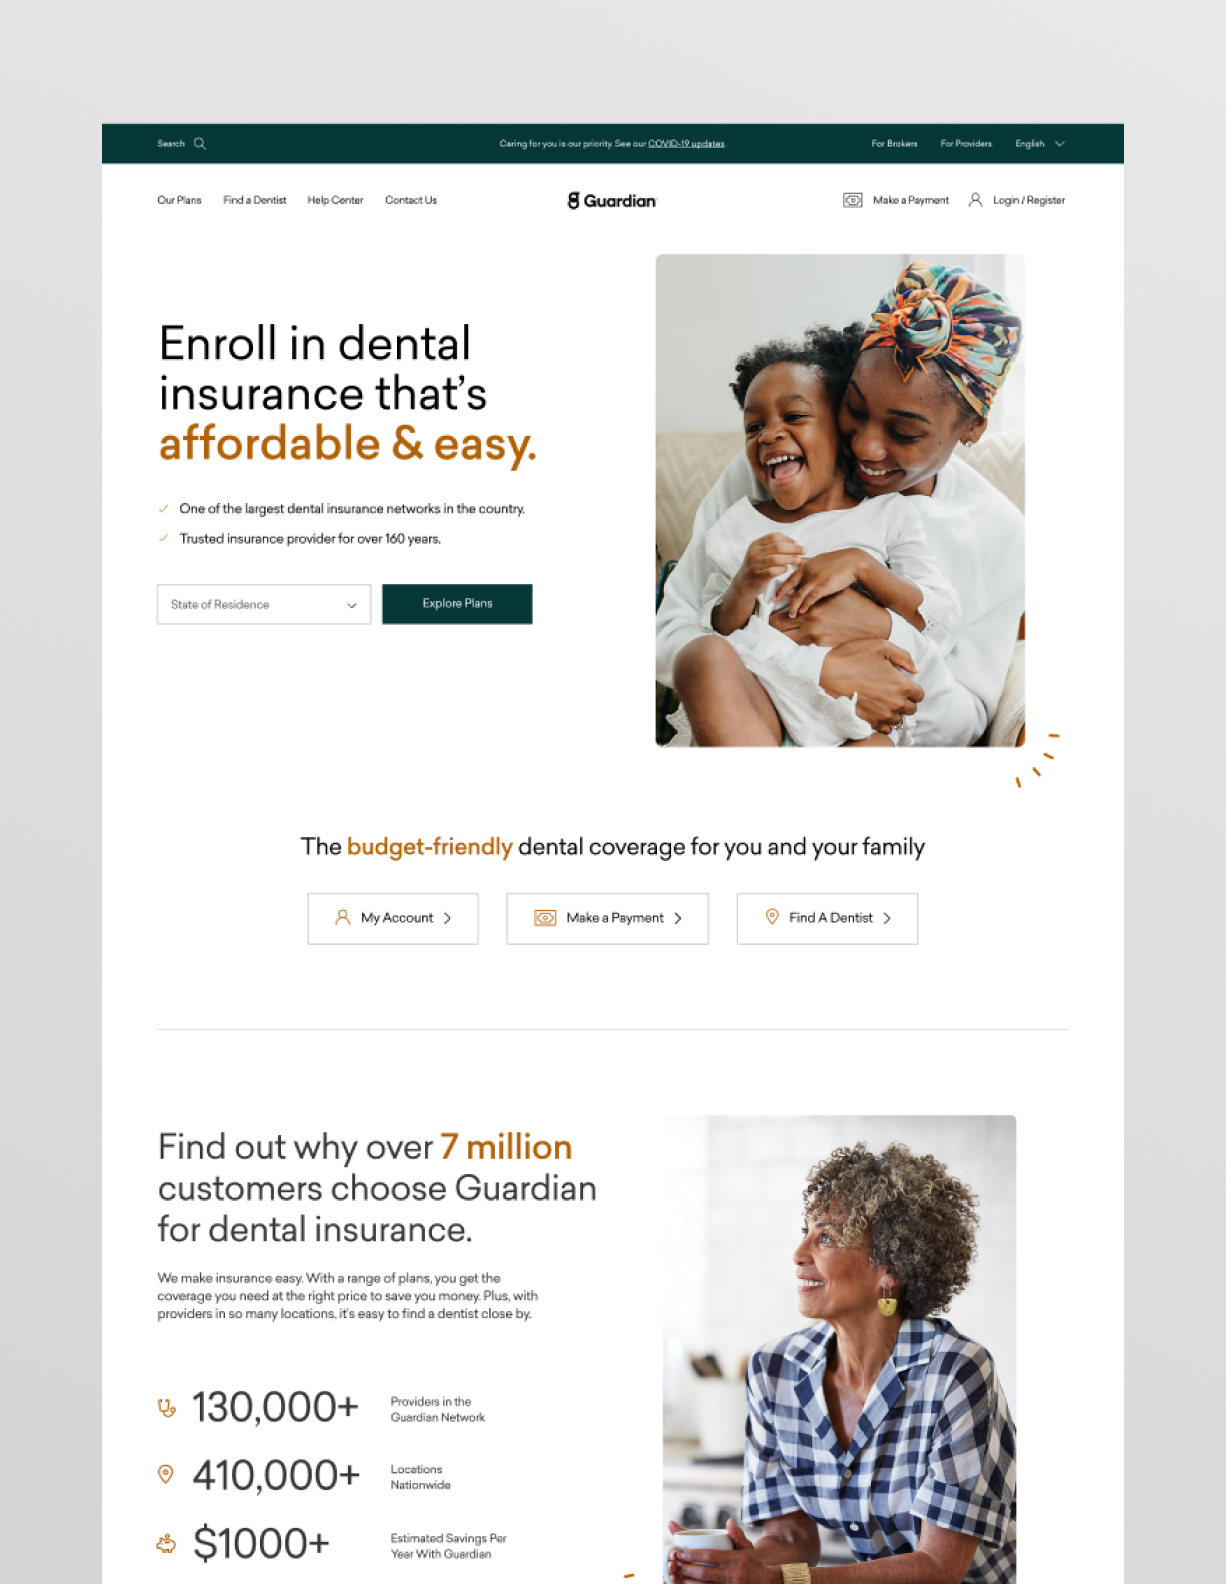 Search
Caring for you is our priority. See our COVID-19 updates.
For Brokers
For Providers
English
Our Plans
Find a Dentist
Help Center
Contact Us
Guardian
Make a Payment
Login / Register
Enroll in dental
insurance that's
affordable & easy.
One of the largest dental insurance networks in the country.
Trusted insurance provider for over 160 years.
State of Residence
Explore Plans
The budget-friendly dental coverage for you and your family
My Account
Make a Payment
Find A Dentist
Find out why over 7 million
customers choose Guardian
for dental insurance.
We make insurance easy. With a range of plans, you get the
coverage you need at the right price to save you money. Plus, with
providers in so many locations, it's easy to find a dentist close by.
130,000+
Providers in the
Guardian Network
410,000+
Locations
Nationwide
$1000+
Estimated Savings Per
Year With Guardian